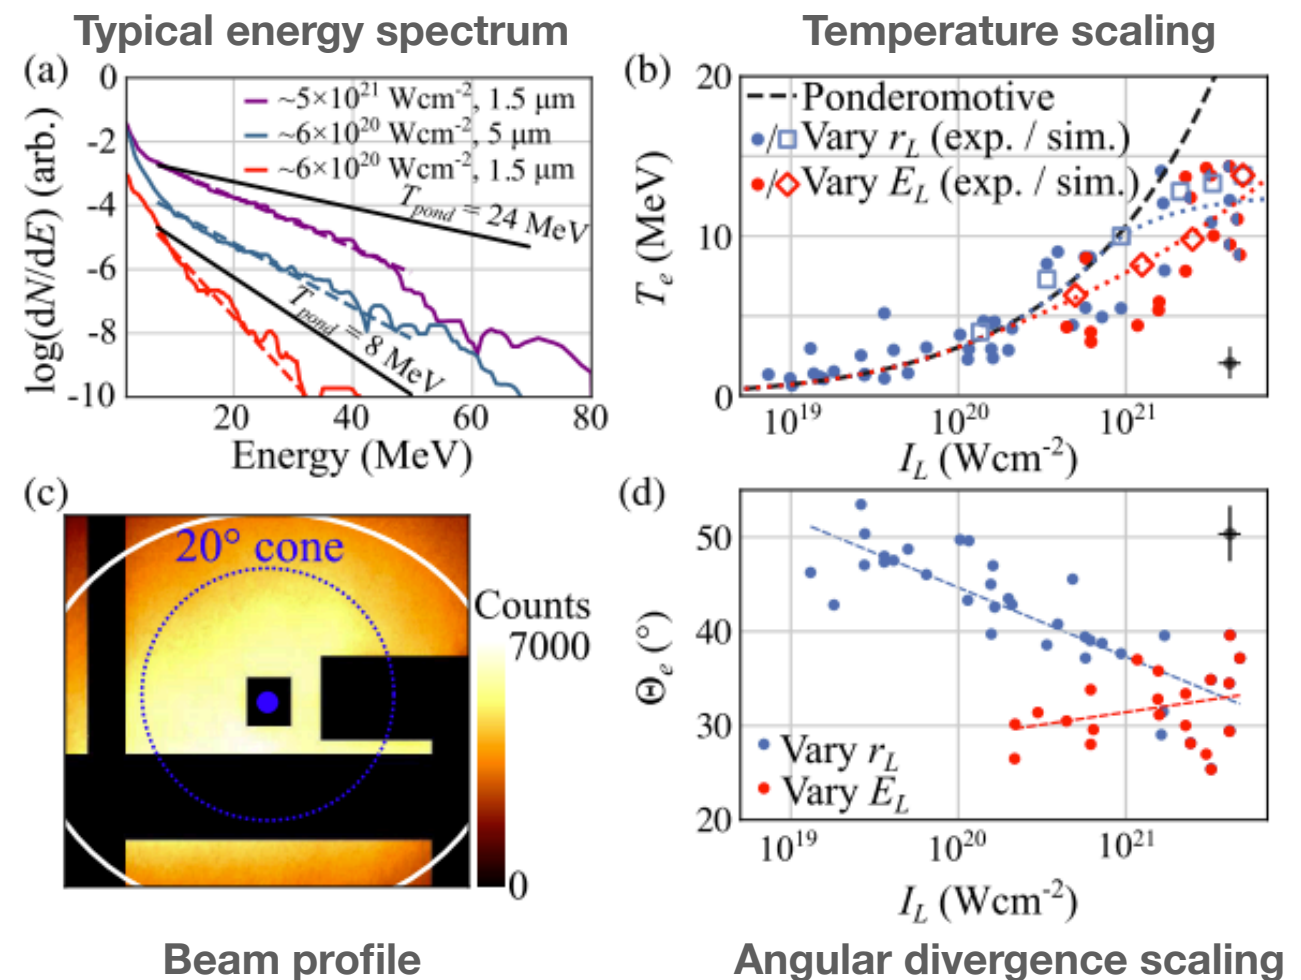 Typical energy spectrum
Temperature scaling
(a)
0
-2
-4
-6
-8
-10
log(dN/dE) (arb.)
~5×10²¹ Wcm⁻², 1.5 μm
~6×10²⁰ Wcm⁻², 5 μm
~6×10²⁰ Wcm⁻², 1.5 μm
T_pond = 24 MeV
T_pond = 8 MeV
20 40 60 80
Energy (MeV)
(b)
20
10
0
T_e (MeV)
Ponderomotive
/ Vary r_L (exp. / sim.)
/ Vary E_L (exp. / sim.)
10¹⁹ 10²⁰ 10²¹
I_L (Wcm⁻²)
(c)
20° cone
Counts
7000
0
(d)
50
40
30
20
Θ_e (°)
Vary r_L
Vary E_L
10¹⁹ 10²⁰ 10²¹
I_L (Wcm⁻²)
Beam profile
Angular divergence scaling